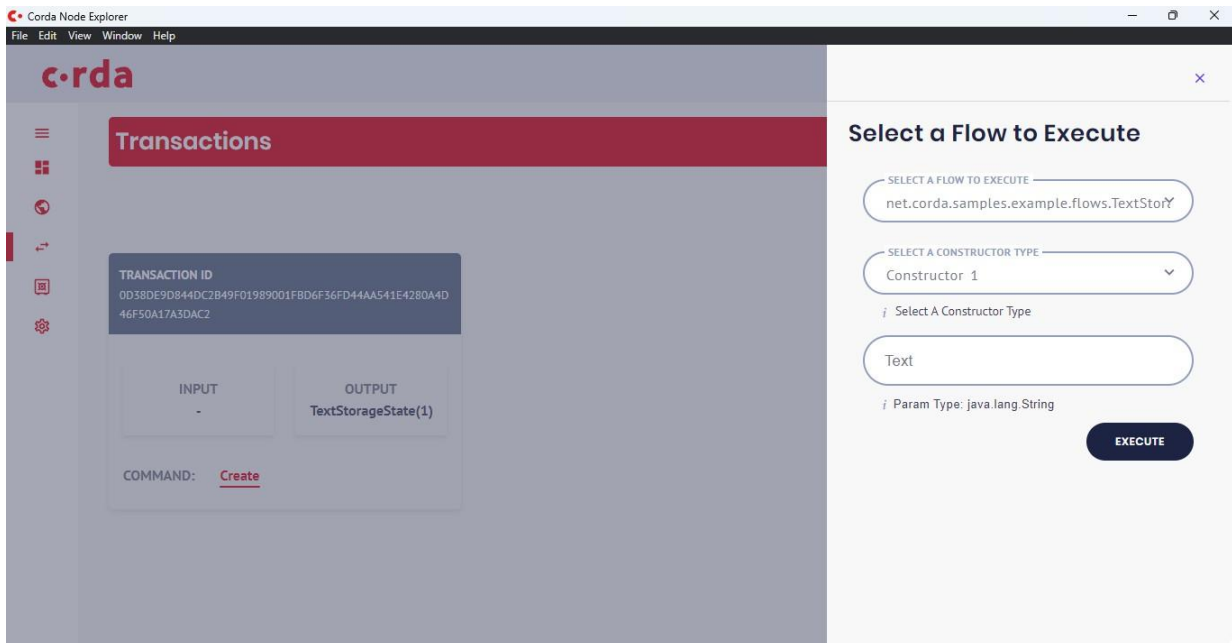 Corda Node Explorer
File Edit View Window Help
c•rda
Transactions
TRANSACTION ID
0D38DE9D844DC2B49F01989001FBD6F36FD44AA541E4280A4D
46F50A17A3DAC2
INPUT
-
OUTPUT
TextStorageState(1)
COMMAND: Create
Select a Flow to Execute
SELECT A FLOW TO EXECUTE
net.corda.samples.example.flows.TextStor
SELECT A CONSTRUCTOR TYPE
Constructor 1
i Select A Constructor Type
Text
i Param Type: java.lang.String
EXECUTE